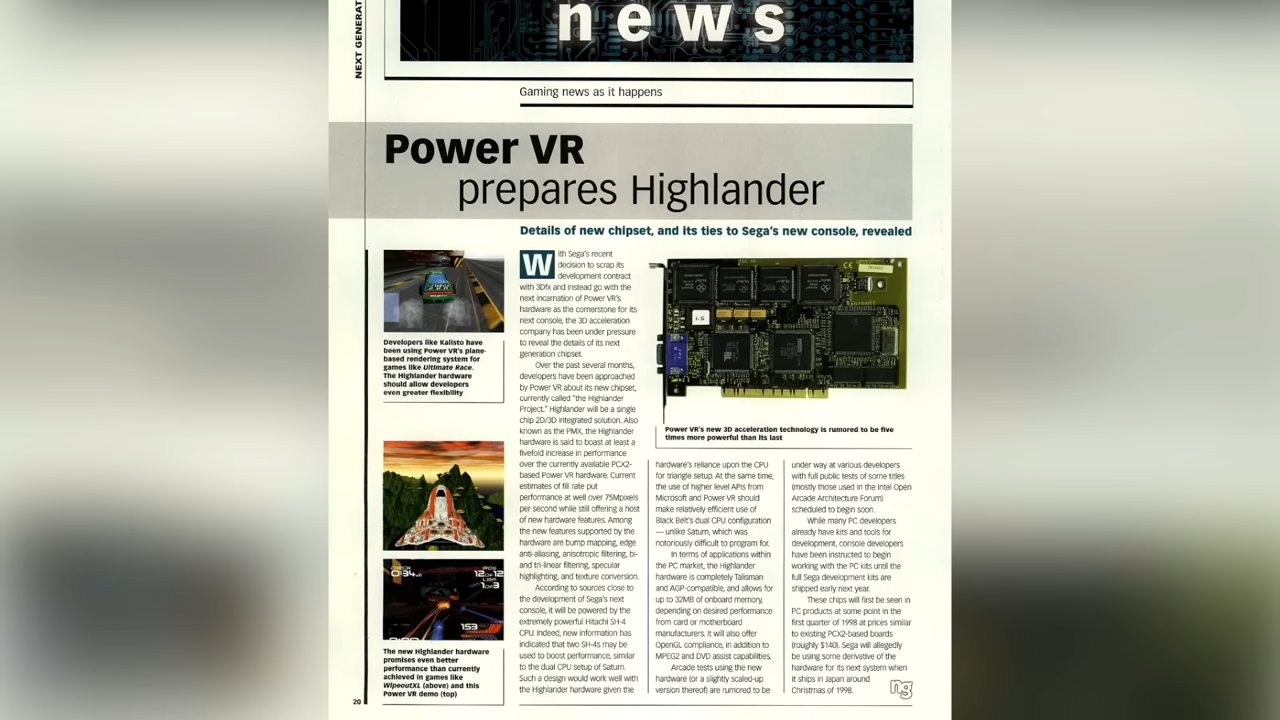 NEXT GENERAT
news
Gaming news as it happens
Power VR
prepares Highlander
Details of new chipset, and its ties to Sega's new console, revealed
Developers like Kalisto have
been using Power VR's plane-
based rendering system for
games like Ultimate Race.
The Highlander hardware
should allow developers
even greater flexibility
The new Highlander hardware
promises even better
performance than currently
achieved in games like
WipeoutXL (above) and this
Power VR demo (top)
With Sega's recent
decision to scrap its
development contract
with 3Dfx and instead go with the
next incarnation of Power VR's
hardware as the cornerstone for its
next console, the 3D acceleration
company has been under pressure
to reveal the details of its next
generation chipset.
Over the past several months,
developers have been approached
by Power VR about its new chipset,
currently called "the Highlander
Project." Highlander will be a single
chip 2D/3D integrated solution. Also
known as the PMX, the Highlander
hardware is said to boast at least a
fivefold increase in performance
over the currently available PCX2-
based Power VR hardware. Current
estimates of fill rate put
performance at well over 75Mpixels
per second while still offering a host
of new hardware features. Among
the new features supported by the
hardware are bump mapping, edge
anti-aliasing, anisotropic filtering, bi-
and tri-linear filtering, specular
highlighting, and texture conversion.
According to sources close to
the development of Sega's next
console, it will be powered by the
extremely powerful Hitachi SH-4
CPU. Indeed, new information has
indicated that two SH-4s may be
used to boost performance, similar
to the dual CPU setup of Saturn.
Such a design would work well with
the Highlander hardware given the
Power VR's new 3D acceleration technology is rumored to be five
times more powerful than its last
hardware's reliance upon the CPU
for triangle setup. At the same time,
the use of higher level APIs from
Microsoft and Power VR should
make relatively efficient use of
Black Belt's dual CPU configuration
— unlike Saturn, which was
notoriously difficult to program for.
In terms of applications within
the PC market, the Highlander
hardware is completely Talisman
and AGP-compatible, and allows for
up to 32MB of onboard memory,
depending on desired performance
from card or motherboard
manufacturers. It will also offer
OpenGL compliance, in addition to
MPEG2 and DVD assist capabilities.
Arcade tests using the new
hardware (or a slightly scaled-up
version thereof) are rumored to be
under way at various developers
with full public tests of some titles
(mostly those used in the Intel Open
Arcade Architecture Forum)
scheduled to begin soon.
While many PC developers
already have kits and tools for
development, console developers
have been instructed to begin
working with the PC kits until the
full Sega development kits are
shipped early next year.
These chips will first be seen in
PC products at some point in the
first quarter of 1998 at prices similar
to existing PCX2-based boards
(roughly $140). Sega will allegedly
be using some derivative of the
hardware for its next system when
it ships in Japan around
Christmas of 1998.
ng
20